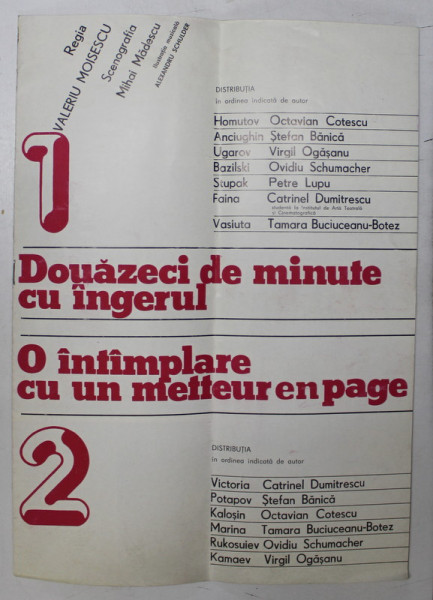 Regia
VALERIU MOISESCU
Scenografia
Mihai Mădescu
Ilustrația muzicală
ALEXANDRU SCHULDER
1
DISTRIBUȚIA
în ordinea indicată de autor
Homutov Octavian Cotescu
Anciughin Ștefan Bănică
Ugarov Virgil Ogășanu
Bazilski Ovidiu Schumacher
Stupak Petre Lupu
Faina Catrinel Dumitrescu
studentă la Institutul de Artă Teatrală
și Cinematografică
Vasiuta Tamara Buciuceanu-Botez
Douăzeci de minute
cu îngerul
O întîmplare
cu un metteur en page
2
DISTRIBUȚIA
în ordinea indicată de autor
Victoria Catrinel Dumitrescu
Potapov Ștefan Bănică
Kaloșin Octavian Cotescu
Marina Tamara Buciuceanu-Botez
Rukosuiev Ovidiu Schumacher
Kamaev Virgil Ogășanu